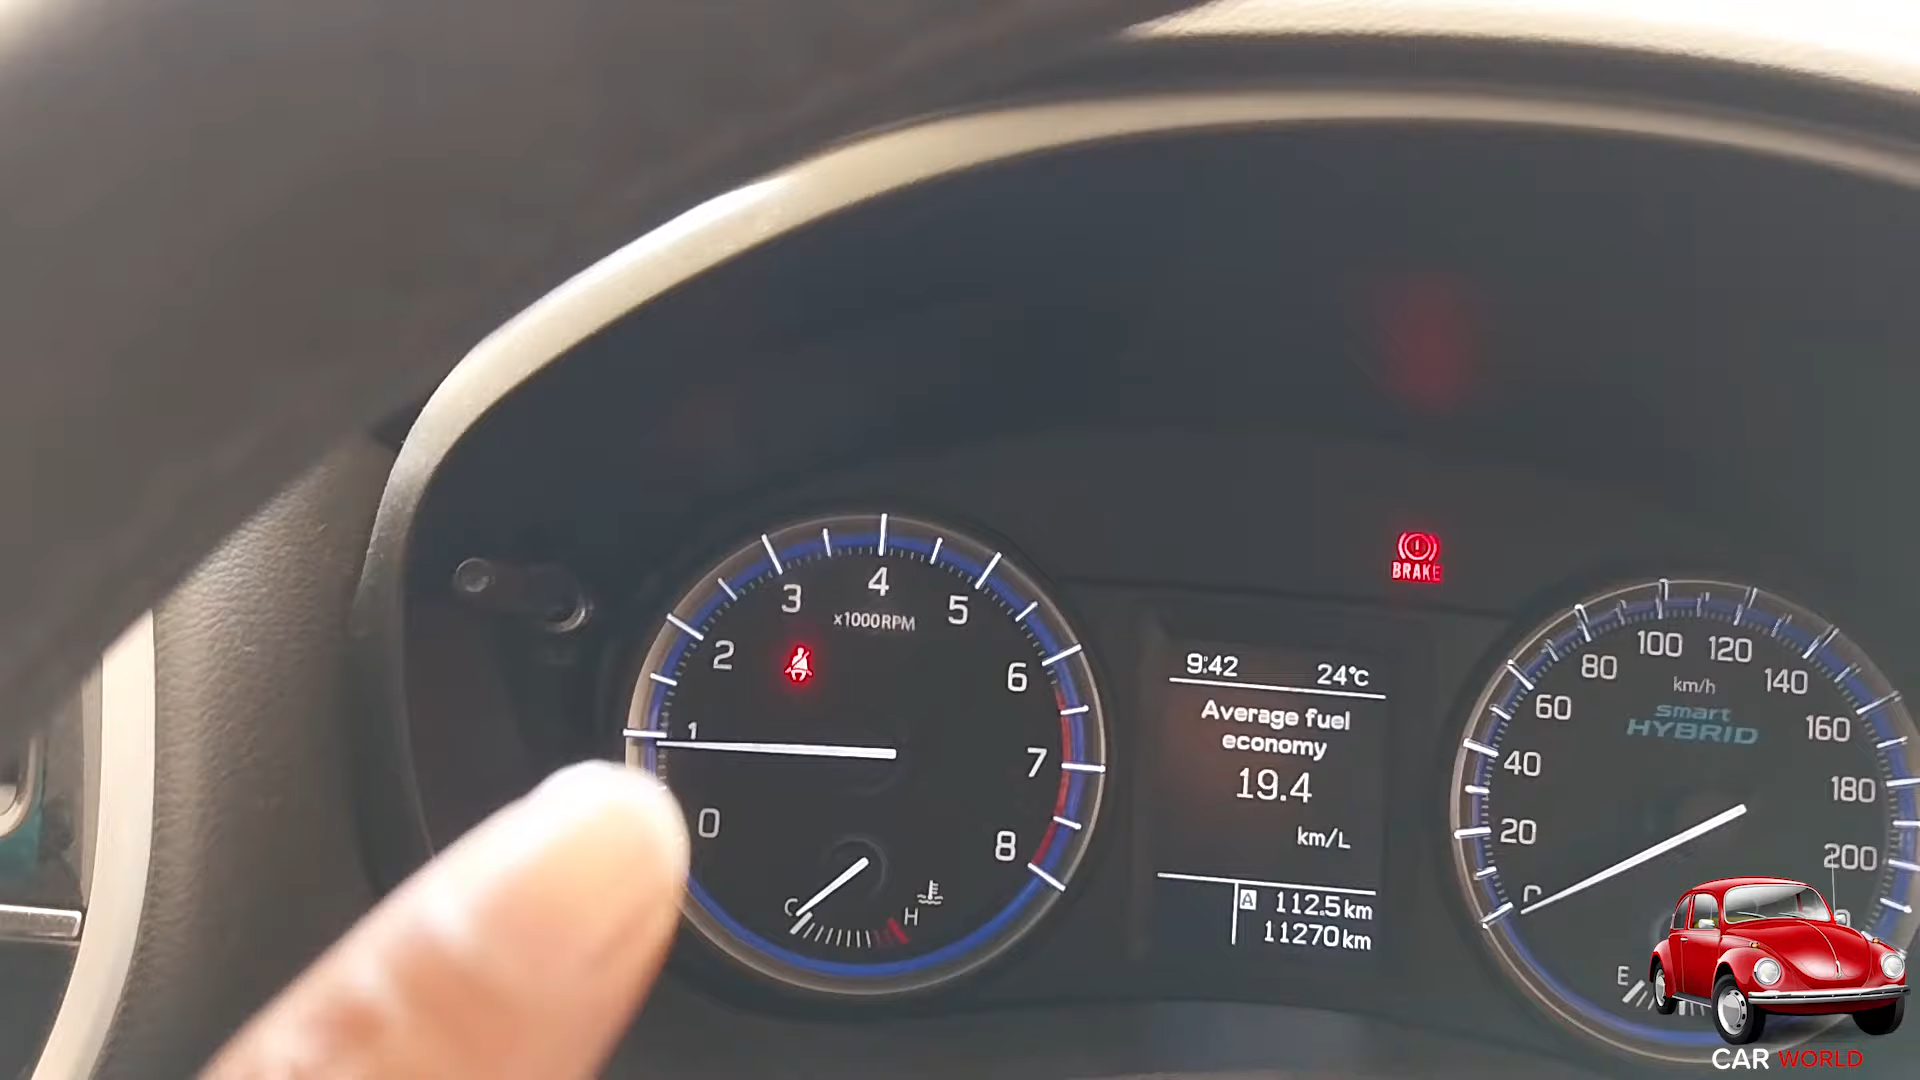 BRAKE
4
3
5
x1000RPM
2
6
1
7
0
8
C
H
9:42 24°C
Average fuel
economy
19.4
km/L
A 112.5km
11270km
100 120
80
140
km/h
60
smart
HYBRID
160
40
180
20
200
E
CAR WORLD